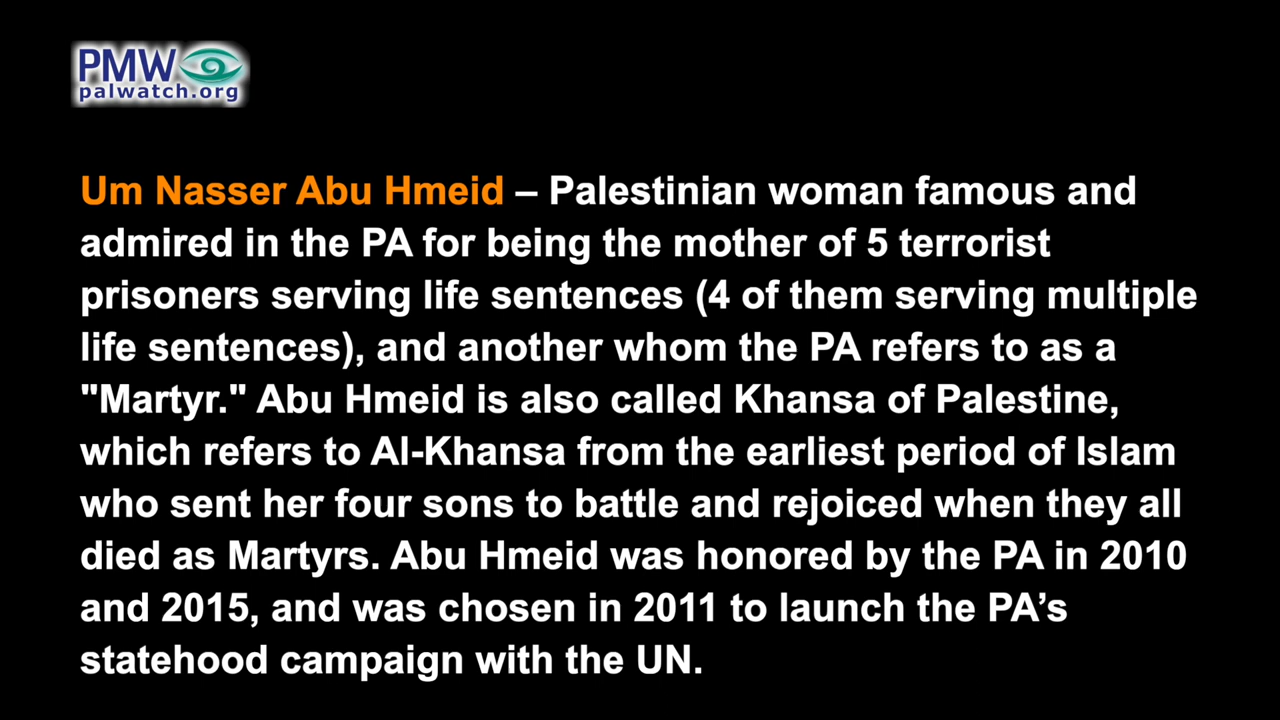 PMW
palwatch.org
Um Nasser Abu Hmeid – Palestinian woman famous and
admired in the PA for being the mother of 5 terrorist
prisoners serving life sentences (4 of them serving multiple
life sentences), and another whom the PA refers to as a
"Martyr." Abu Hmeid is also called Khansa of Palestine,
which refers to Al-Khansa from the earliest period of Islam
who sent her four sons to battle and rejoiced when they all
died as Martyrs. Abu Hmeid was honored by the PA in 2010
and 2015, and was chosen in 2011 to launch the PA’s
statehood campaign with the UN.